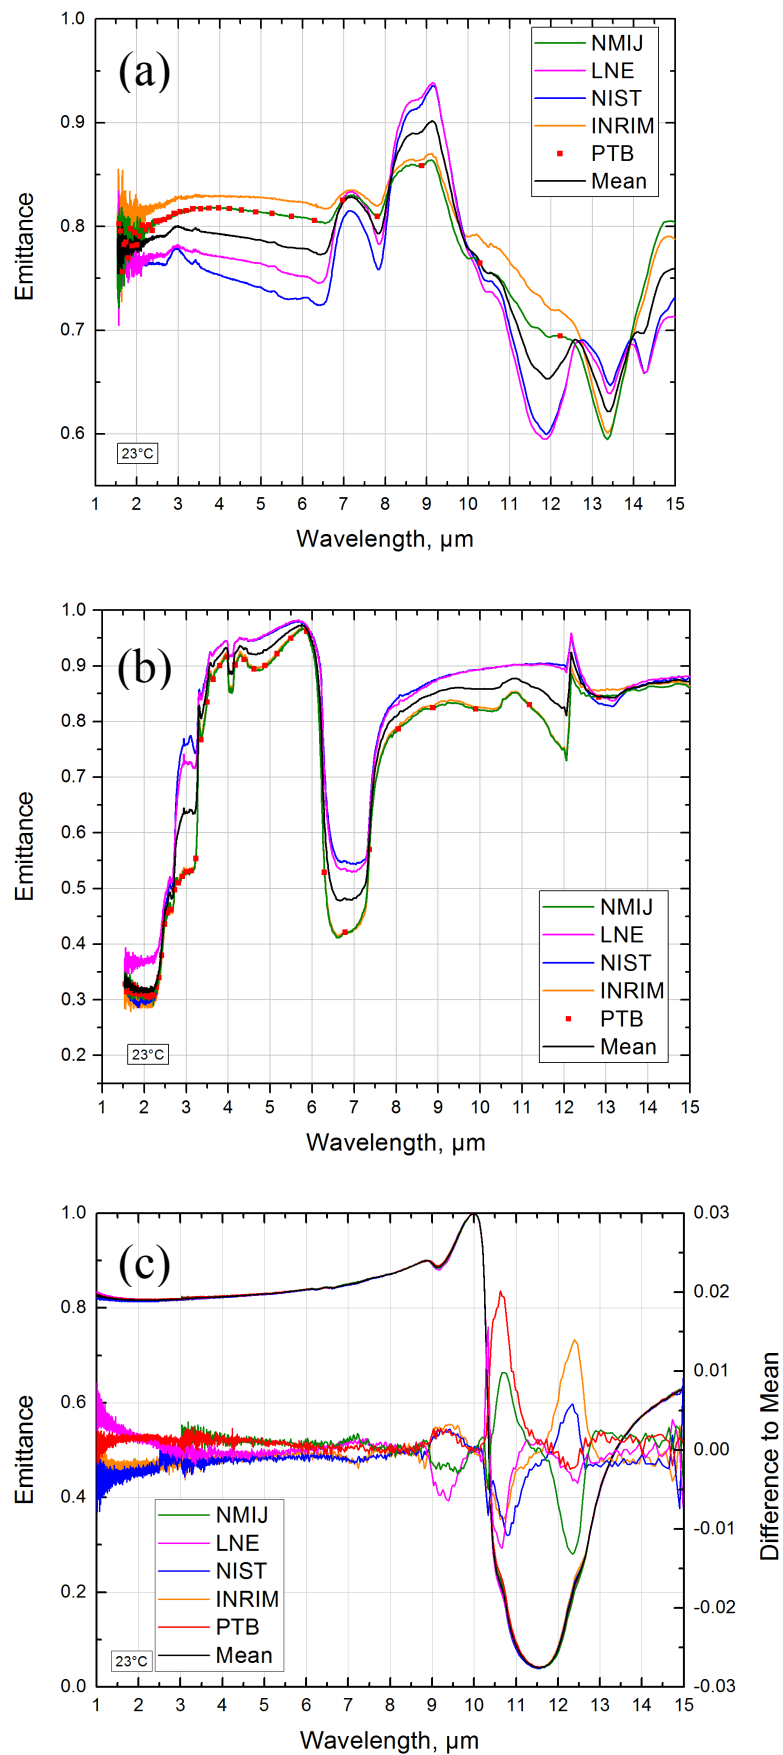 (a)
NMIJ
LNE
NIST
INRIM
PTB
Mean
1.0
0.9
0.8
0.7
0.6
Emittance
23°C
1 2 3 4 5 6 7 8 9 10 11 12 13 14 15
Wavelength, µm
(b)
1.0
0.9
0.8
0.7
0.6
0.5
0.4
0.3
0.2
Emittance
NMIJ
LNE
NIST
INRIM
PTB
Mean
23°C
1 2 3 4 5 6 7 8 9 10 11 12 13 14 15
Wavelength, µm
(c)
1.0
0.8
0.6
0.4
0.2
0.0
Emittance
0.03
0.02
0.01
0.00
-0.01
-0.02
-0.03
Difference to Mean
NMIJ
LNE
NIST
INRIM
PTB
Mean
23°C
1 2 3 4 5 6 7 8 9 10 11 12 13 14 15
Wavelength, µm